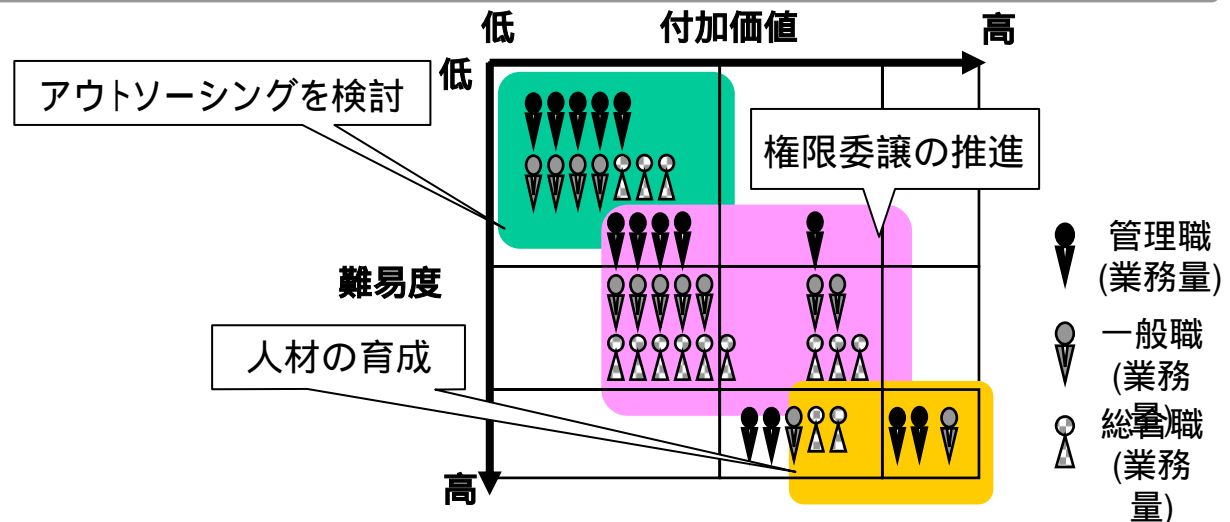 低 付加価値 高
低
アウトソーシングを検討
権限委譲の推進
難易度
人材の育成
高
管理職
(業務量)
一般職
(業務
量)
総合職
(業務
量)